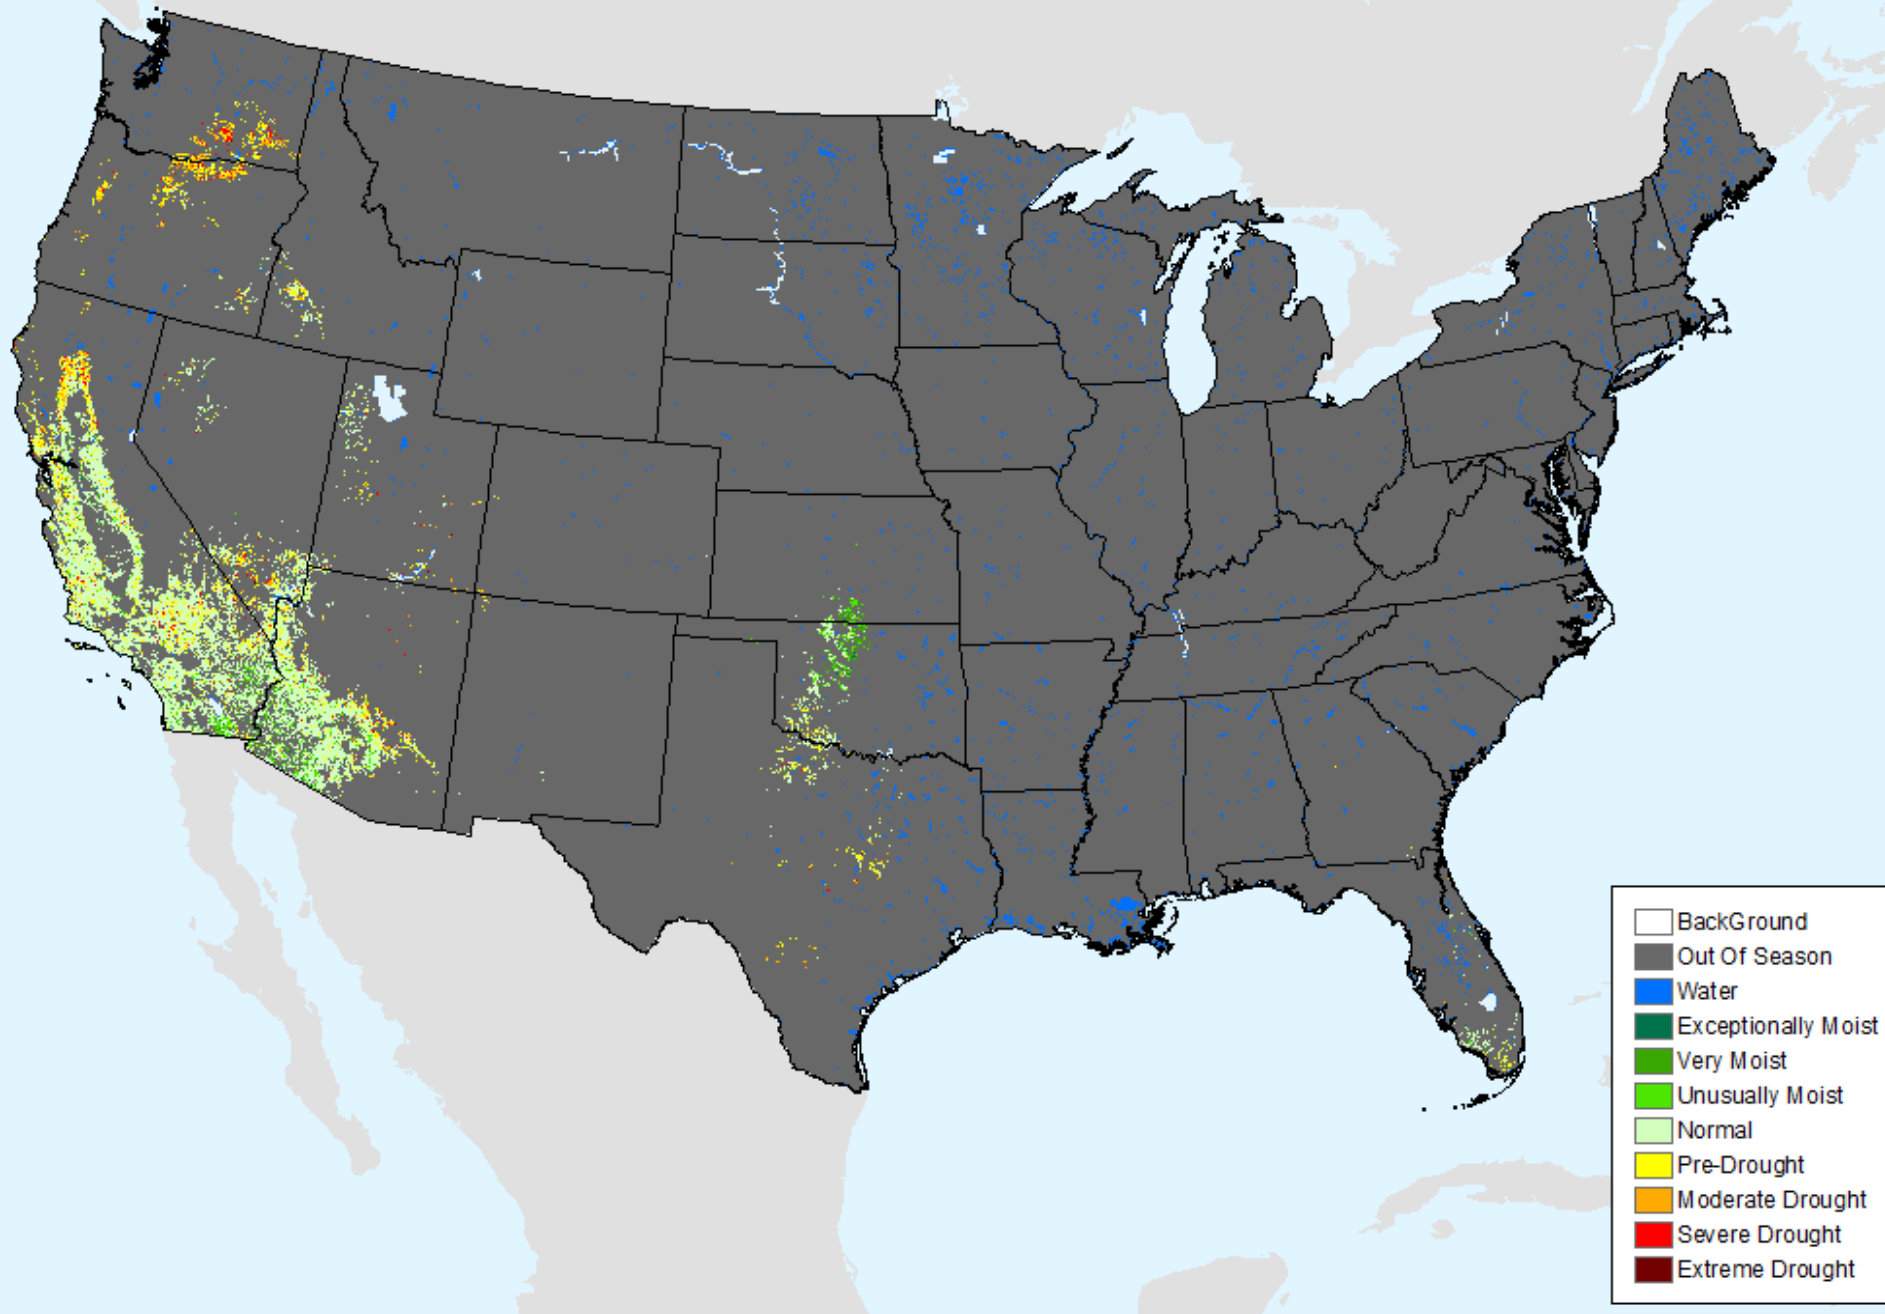 BackGround
Out Of Season
Water
Exceptionally Moist
Very Moist
Unusually Moist
Normal
Pre-Drought
Moderate Drought
Severe Drought
Extreme Drought